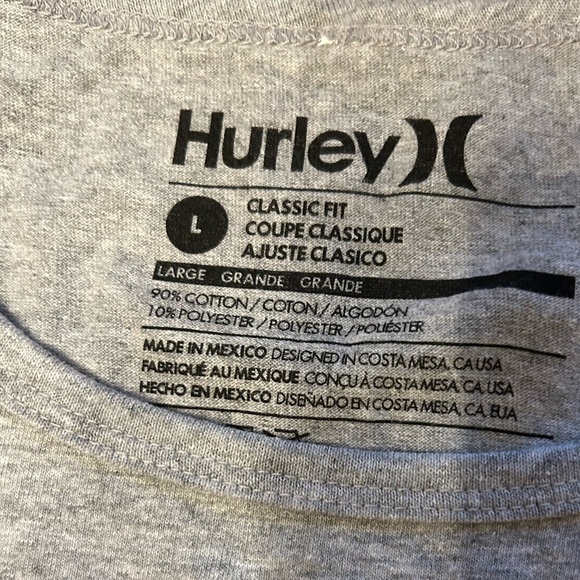 Hurley
L
CLASSIC FIT
COUPE CLASSIQUE
AJUSTE CLASICO
LARGE GRANDE GRANDE
90% COTTON / COTON / ALGODÓN
10% POLYESTER / POLYESTER / POLIÉSTER
MADE IN MEXICO DESIGNED IN COSTA MESA, CA USA
FABRIQUÉ AU MEXIQUE CONÇU À COSTA MESA, CA, USA
HECHO EN MEXICO DISEÑADO EN COSTA MESA, CA, EUA